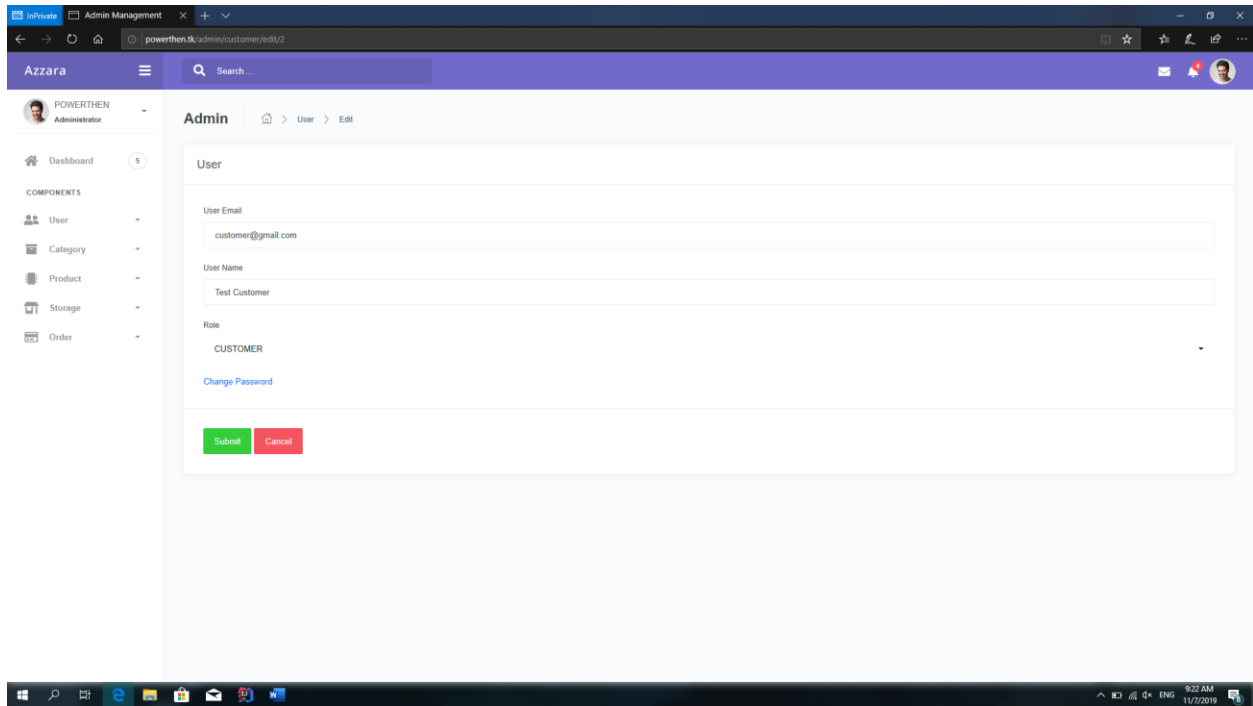 InPrivate
Admin Management
powerthen.tk/admin/customer/edit/2
Azzara
Search ...
4
POWERTHEN
Administrator
Admin
User
Edit
Dashboard
5
COMPONENTS
User
Category
Product
Storage
Order
User
User Email
customer@gmail.com
User Name
Test Customer
Role
CUSTOMER
Change Password
Submit
Cancel
ENG
9:22 AM
11/7/2019